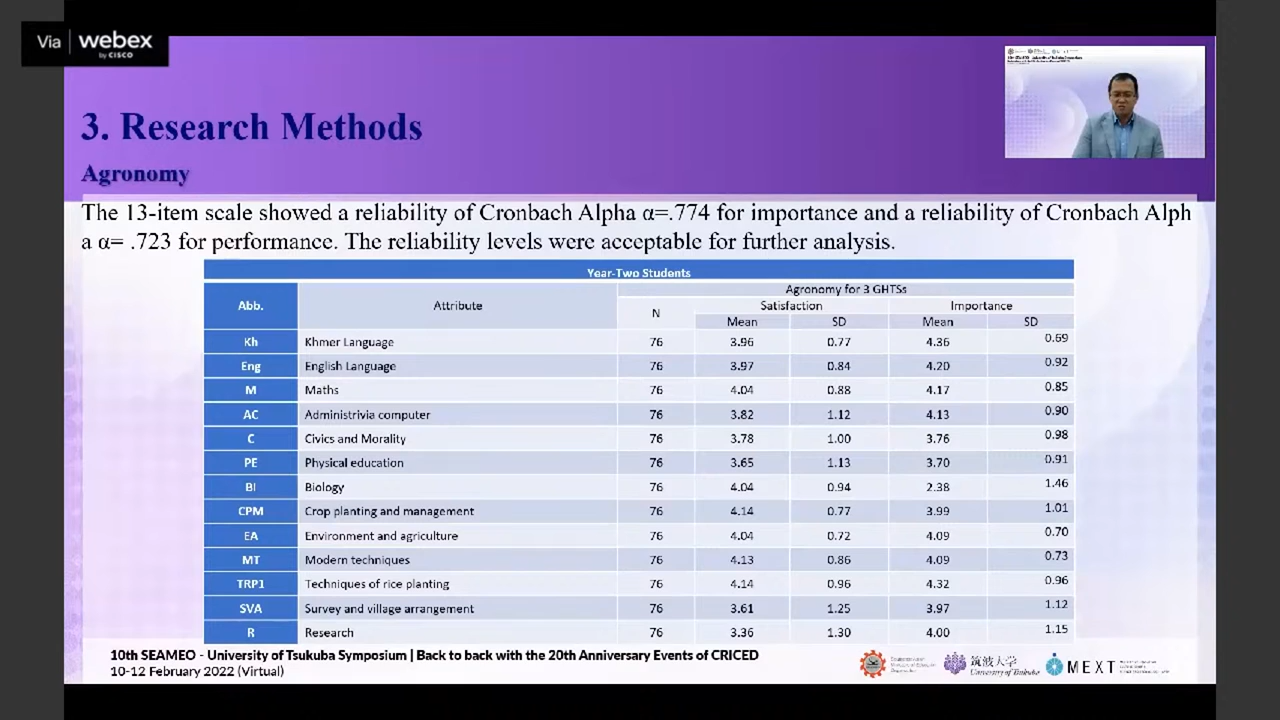 Via webex
by CISCO
3. Research Methods
Agronomy
The 13-item scale showed a reliability of Cronbach Alpha α=.774 for importance and a reliability of Cronbach Alph
a α= .723 for performance. The reliability levels were acceptable for further analysis.
Year-Two Students
Abb. Attribute N Agronomy for 3 GHTSs
Satisfaction Importance
Mean SD Mean SD
Kh Khmer Language 76 3.96 0.77 4.36 0.69
Eng English Language 76 3.97 0.84 4.20 0.92
M Maths 76 4.04 0.88 4.17 0.85
AC Administrivia computer 76 3.82 1.12 4.13 0.90
C Civics and Morality 76 3.78 1.00 3.76 0.98
PE Physical education 76 3.65 1.13 3.70 0.91
BI Biology 76 4.04 0.94 2.38 1.46
CPM Crop planting and management 76 4.14 0.77 3.99 1.01
EA Environment and agriculture 76 4.04 0.72 4.09 0.70
MT Modern techniques 76 4.13 0.86 4.09 0.73
TRP1 Techniques of rice planting 76 4.14 0.96 4.32 0.96
SVA Survey and village arrangement 76 3.61 1.25 3.97 1.12
R Research 76 3.36 1.30 4.00 1.15
10th SEAMEO - University of Tsukuba Symposium | Back to back with the 20th Anniversary Events of CRICED
10-12 February 2022 (Virtual)
筑波大学
University of Tsukuba
MEXT